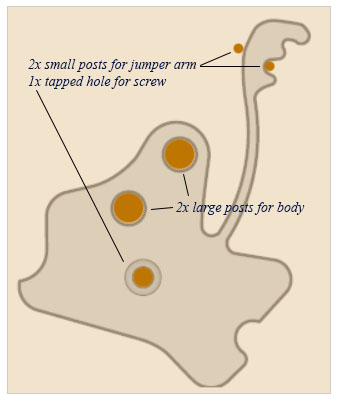 2x small posts for jumper arm
1x tapped hole for screw
2x large posts for body